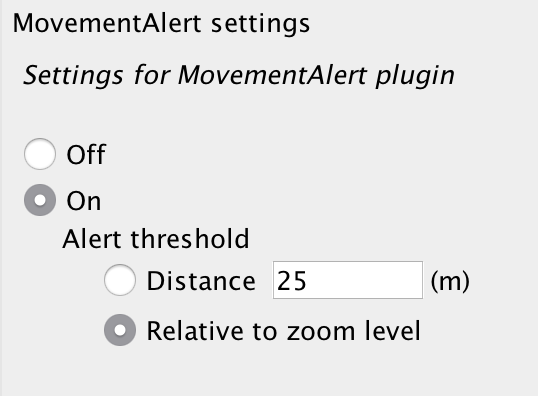 MovementAlert settings
Settings for MovementAlert plugin
Off
On
Alert threshold
Distance 25 (m)
Relative to zoom level